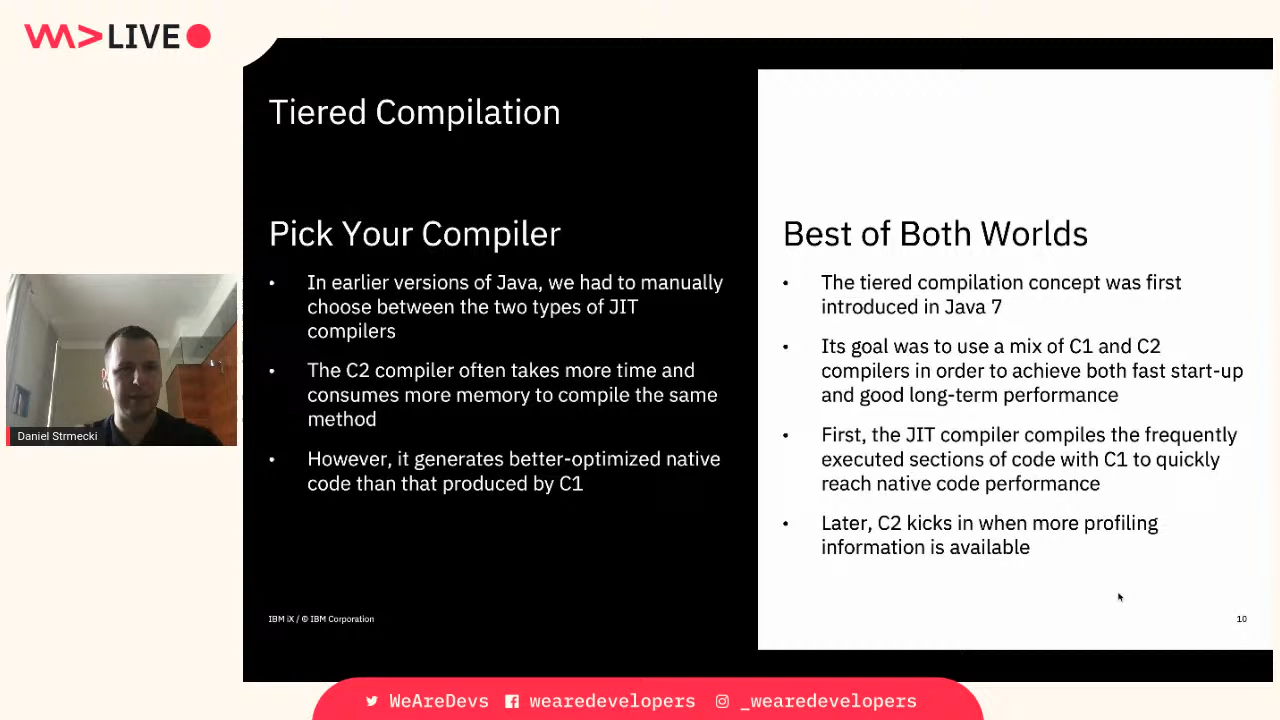 WA>LIVE
Tiered Compilation
Pick Your Compiler
• In earlier versions of Java, we had to manually
choose between the two types of JIT
compilers
• The C2 compiler often takes more time and
consumes more memory to compile the same
method
• However, it generates better-optimized native
code than that produced by C1
IBM iX / © IBM Corporation
Best of Both Worlds
• The tiered compilation concept was first
introduced in Java 7
• Its goal was to use a mix of C1 and C2
compilers in order to achieve both fast start-up
and good long-term performance
• First, the JIT compiler compiles the frequently
executed sections of code with C1 to quickly
reach native code performance
• Later, C2 kicks in when more profiling
information is available
10
Daniel Strmecki
WeAreDevs wearedevelopers _wearedevelopers